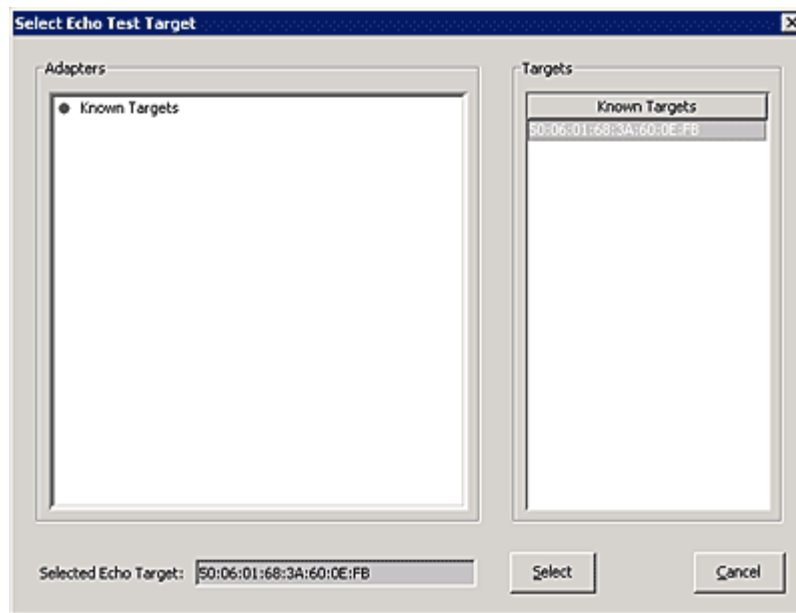 Select Echo Test Target
Adapters
Known Targets
Targets
Known Targets
50:06:01:68:3A:60:0E:FB
Selected Echo Target: 50:06:01:68:3A:60:0E:FB
Select
Cancel